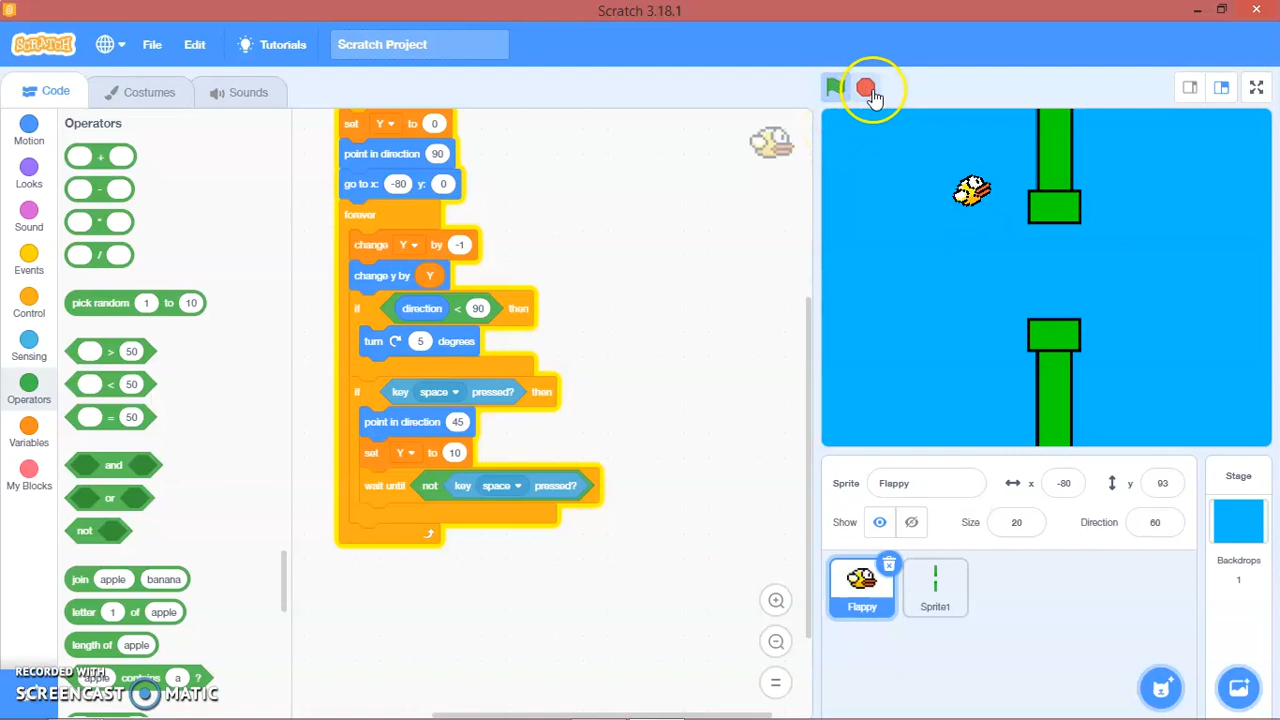 Scratch 3.18.1
SCRATCH File Edit Tutorials Scratch Project
Code Costumes Sounds
Motion
Looks
Sound
Events
Control
Sensing
Operators
Variables
My Blocks
Operators
+
-
*
/
pick random 1 to 10
> 50
< 50
= 50
and
or
not
join apple banana
letter 1 of apple
length of apple
apple contains a ?
set Y to 0
point in direction 90
go to x: -80 y: 0
forever
change Y by -1
change y by Y
if direction < 90 then
turn 5 degrees
if key space pressed? then
point in direction 45
set Y to 10
wait until not key space pressed?
Sprite Flappy x -80 y 93
Show Size 20 Direction 60
Flappy
Sprite1
Stage
Backdrops
1
RECORDED WITH
SCREENCAST MATIC